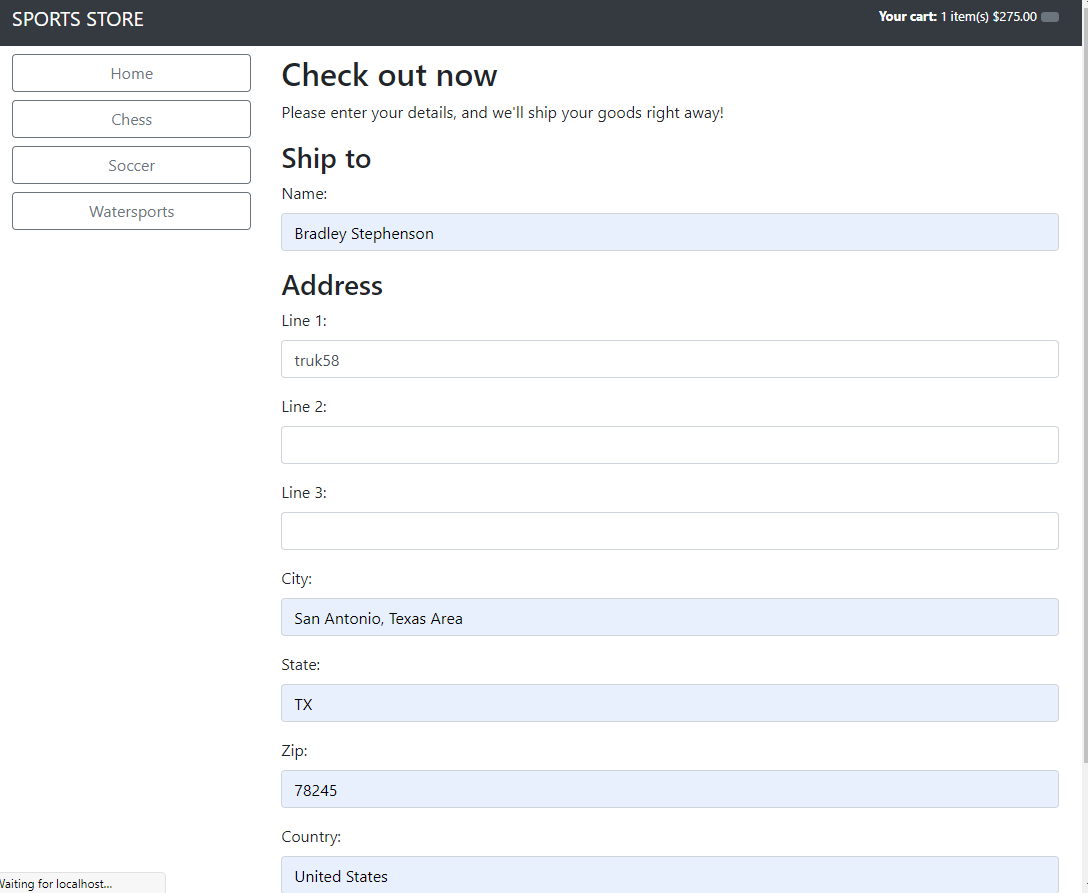 SPORTS STORE
Your cart: 1 item(s) $275.00
Home
Chess
Soccer
Watersports
Check out now
Please enter your details, and we'll ship your goods right away!
Ship to
Name:
Bradley Stephenson
Address
Line 1:
truk58
Line 2:
Line 3:
City:
San Antonio, Texas Area
State:
TX
Zip:
78245
Country:
United States
Waiting for localhost...